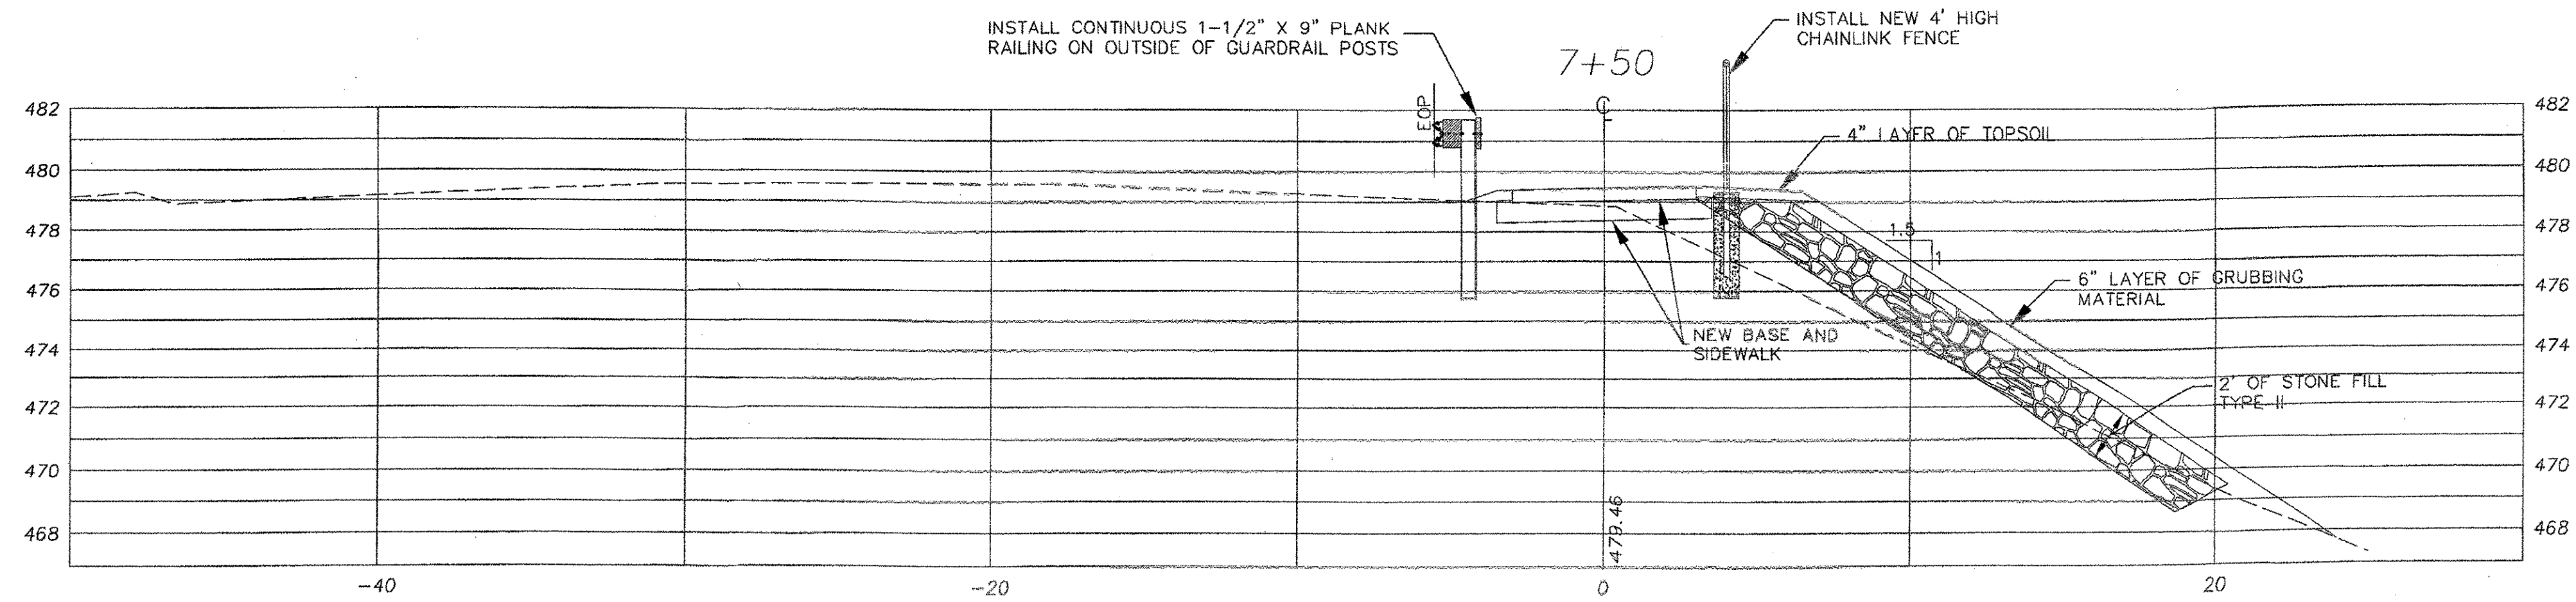 INSTALL CONTINUOUS 1-1/2" X 9" PLANK
RAILING ON OUTSIDE OF GUARDRAIL POSTS
INSTALL NEW 4' HIGH
CHAINLINK FENCE
7+50
EOP
4" LAYER OF TOPSOIL
1.5
1
6" LAYER OF GRUBBING
MATERIAL
NEW BASE AND
SIDEWALK
2' OF STONE FILL
TYPE II
479.46
482
480
478
476
474
472
470
468
482
480
478
476
474
472
470
468
-40
-20
0
20